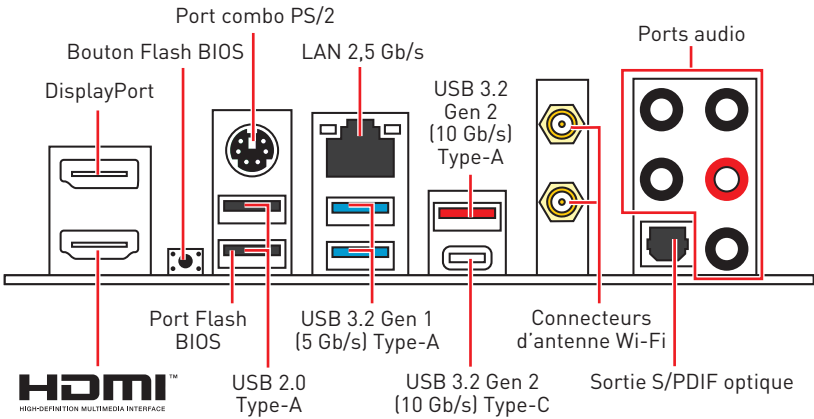 Port combo PS/2
Bouton Flash BIOS
LAN 2,5 Gb/s
Ports audio
DisplayPort
USB 3.2
Gen 2
(10 Gb/s)
Type-A
Port Flash
BIOS
USB 3.2 Gen 1
(5 Gb/s) Type-A
Connecteurs
d'antenne Wi-Fi
HDMI™
HIGH-DEFINITION MULTIMEDIA INTERFACE
USB 2.0
Type-A
USB 3.2 Gen 2
(10 Gb/s) Type-C
Sortie S/PDIF optique